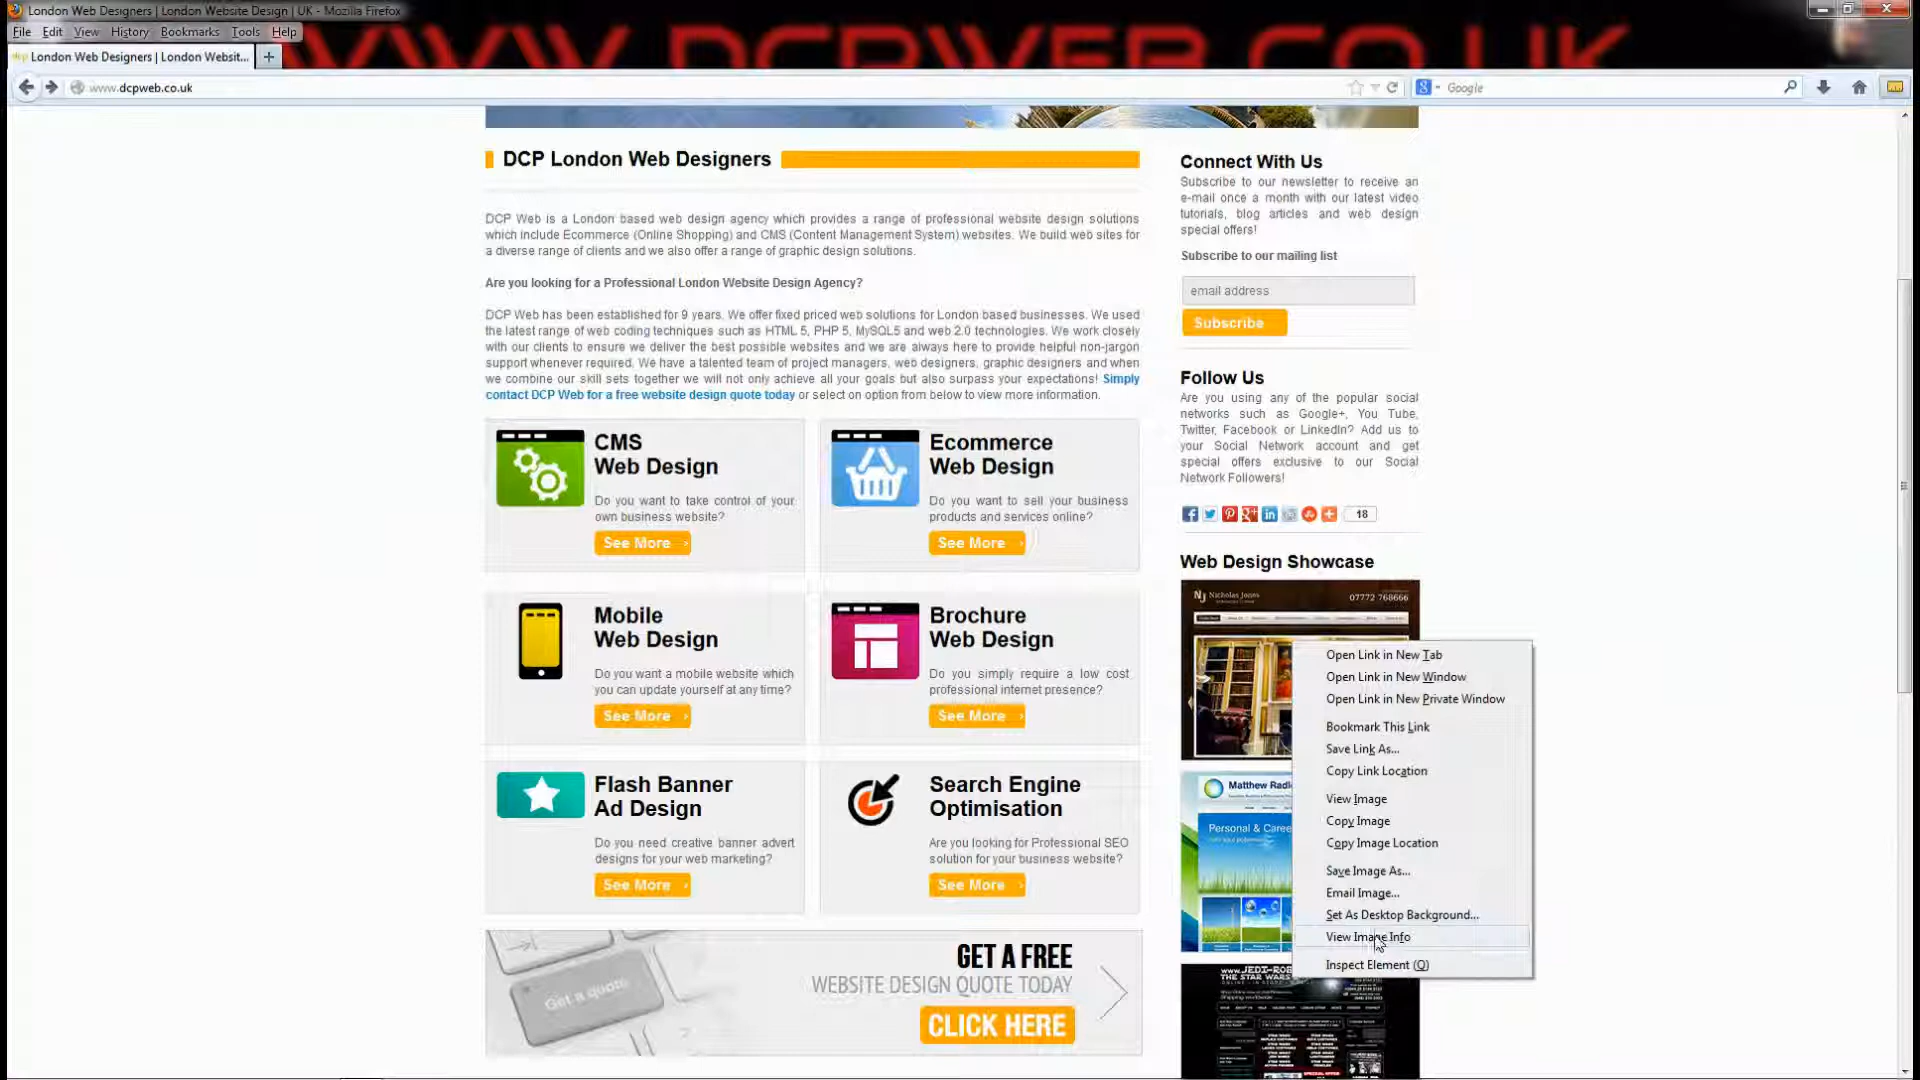 London Web Designers | London Website Design | UK - Mozilla Firefox
File Edit View History Bookmarks Tools Help
WWW.DCPWEB.CO.UK
London Web Designers | London Websit...
www.dcpweb.co.uk
Google
DCP London Web Designers
DCP Web is a London based web design agency which provides a range of professional website design solutions
which include Ecommerce (Online Shopping) and CMS (Content Management System) websites. We build web sites for
a diverse range of clients and we also offer a range of graphic design solutions.
Are you looking for a Professional London Website Design Agency?
DCP Web has been established for 9 years. We offer fixed priced web solutions for London based businesses. We used
the latest range of web coding techniques such as HTML 5, PHP 5, MySQL5 and web 2.0 technologies. We work closely
with our clients to ensure we deliver the best possible websites and we are always here to provide helpful non-jargon
support whenever required. We have a talented team of project managers, web designers, graphic designers and when
we combine our skill sets together we will not only achieve all your goals but also surpass your expectations! Simply
contact DCP Web for a free website design quote today or select on option from below to view more information.
CMS
Web Design
Do you want to take control of your
own business website?
See More
Ecommerce
Web Design
Do you want to sell your business
products and services online?
See More
Mobile
Web Design
Do you want a mobile website which
you can update yourself at any time?
See More
Brochure
Web Design
Do you simply require a low cost
professional internet presence?
See More
Flash Banner
Ad Design
Do you need creative banner advert
designs for your web marketing?
See More
Search Engine
Optimisation
Are you looking for Professional SEO
solution for your business website?
See More
Get a quote
GET A FREE
WEBSITE DESIGN QUOTE TODAY
CLICK HERE
Connect With Us
Subscribe to our newsletter to receive an
e-mail once a month with our latest video
tutorials, blog articles and web design
special offers!
Subscribe to our mailing list
email address
Subscribe
Follow Us
Are you using any of the popular social
networks such as Google+, You Tube,
Twitter, Facebook or LinkedIn? Add us to
your Social Network account and get
special offers exclusive to our Social
Network Followers!
18
Web Design Showcase
NJ Nicholas Jones
07772 768666
Matthew Radl
Personal & Caree
Open Link in New Tab
Open Link in New Window
Open Link in New Private Window
Bookmark This Link
Save Link As...
Copy Link Location
View Image
Copy Image
Copy Image Location
Save Image As...
Email Image...
Set As Desktop Background...
View Image Info
Inspect Element (Q)